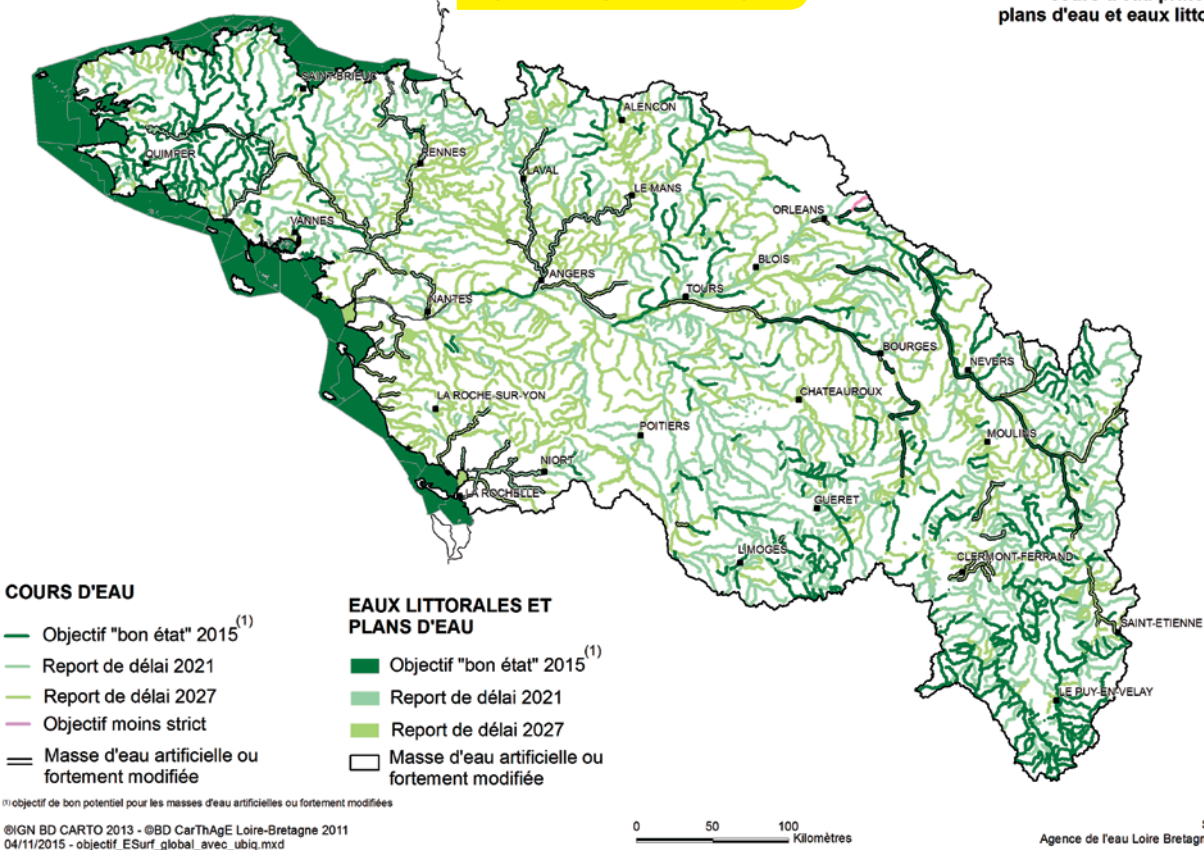 plans d'eau et eaux
SAINT-BRIEUC
ALENCON
QUIMPER
RENNES
LAVAL
LE MANS
ORLEANS
VANNES
BLOIS
ANGERS
TOURS
NANTES
BOURGES
NEVERS
LA ROCHE-SUR-YON
CHATEAUROUX
POITIERS
MOULINS
NIORT
LA ROCHELLE
GUERET
LIMOGES
CLERMONT-FERRAND
SAINT-ETIENNE
LE PUY-EN-VELAY
COURS D'EAU
Objectif "bon état" 2015(1)
Report de délai 2021
Report de délai 2027
Objectif moins strict
Masse d'eau artificielle ou
fortement modifiée
EAUX LITTORALES ET
PLANS D'EAU
Objectif "bon état" 2015(1)
Report de délai 2021
Report de délai 2027
Masse d'eau artificielle ou
fortement modifiée
(1) objectif de bon potentiel pour les masses d'eau artificielles ou fortement modifiées
®IGN BD CARTO 2013 - ©BD CarThAgE Loire-Bretagne 2011
04/11/2015 - objectif_ESurf_global_avec_ubiq.mxd
0 50 100
Kilomètres
Agence de l'eau Loire